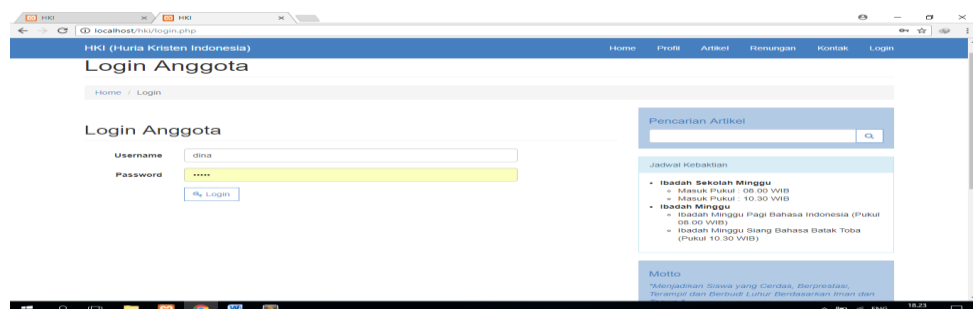 HKI
HKI
localhost/hki/login.php
HKI (Huria Kristen Indonesia)
Home Profil Artikel Renungan Kontak Login
Login Anggota
Home / Login
Login Anggota
Username
dina
Password
•••••
Login
Pencarian Artikel
Jadwal Kebaktian
• Ibadah Sekolah Minggu
Masuk Pukul : 08.00 WIB
Masuk Pukul : 10.30 WIB
• Ibadah Minggu
Ibadah Minggu Pagi Bahasa Indonesia (Pukul
08.00 WIB)
Ibadah Minggu Siang Bahasa Batak Toba
(Pukul 10.30 WIB)
Motto
"Menjadikan Siswa yang Cerdas, Berprestasi,
Terampil dan Berbudi Luhur Berdasarkan Iman dan
ENG
18.23